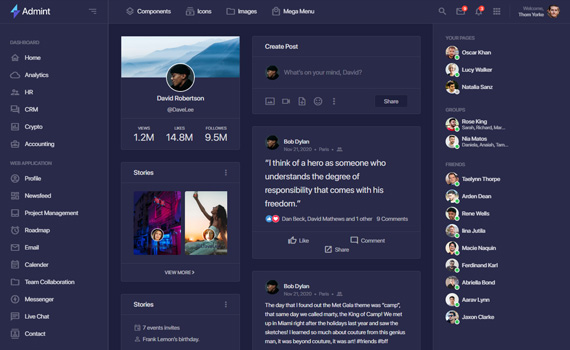 Admint
Components
Icons
Images
Mega Menu
Welcome,
Thom Yorke
DASHBOARD
Home
Analytics
HR
CRM
Crypto
Accounting
WEB APPLICATION
Profile
Newsfeed
Project Management
Roadmap
Email
Calender
Team Collaboration
Messenger
Live Chat
Contact
David Robertson
@DaveLee
VIEWS
LIKES
FOLLOWES
1.2M
14.8M
9.5M
Stories
VIEW MORE
Stories
7 events invites
Frank Lemon's birthday.
Create Post
What's on your mind, David?
Share
Bob Dylan
Nov 21, 2020 • Paris •
"I think of a hero as someone who
understands the degree of
responsibility that comes with his
freedom."
Dan Beck, David Mathews and 1 other
9 Comments
Like
Comment
Share
Bob Dylan
Nov 21, 2020 • Paris •
The day that I found out the Met Gala theme was "camp",
that same day we called marty, the King of Camp! We met
up in Miami right after the holidays last year and saw the
sketches! I learned so much about couture from this genius
man, it was beyond couture, it was art! #friends #bff
YOUR PAGES
Oscar Khan
Lucy Walker
Natalia Sanz
GROUPS
Rose King
Sarah, Richard, Mar...
Nia Matos
Daniels, Anaiah, Tam...
FRIENDS
Taelynn Thorpe
Arden Dean
Rene Wells
Iina Jutila
Macie Naquin
Ferdinand Karl
Abriella Bond
Aarav Lynn
Jaxon Clarke